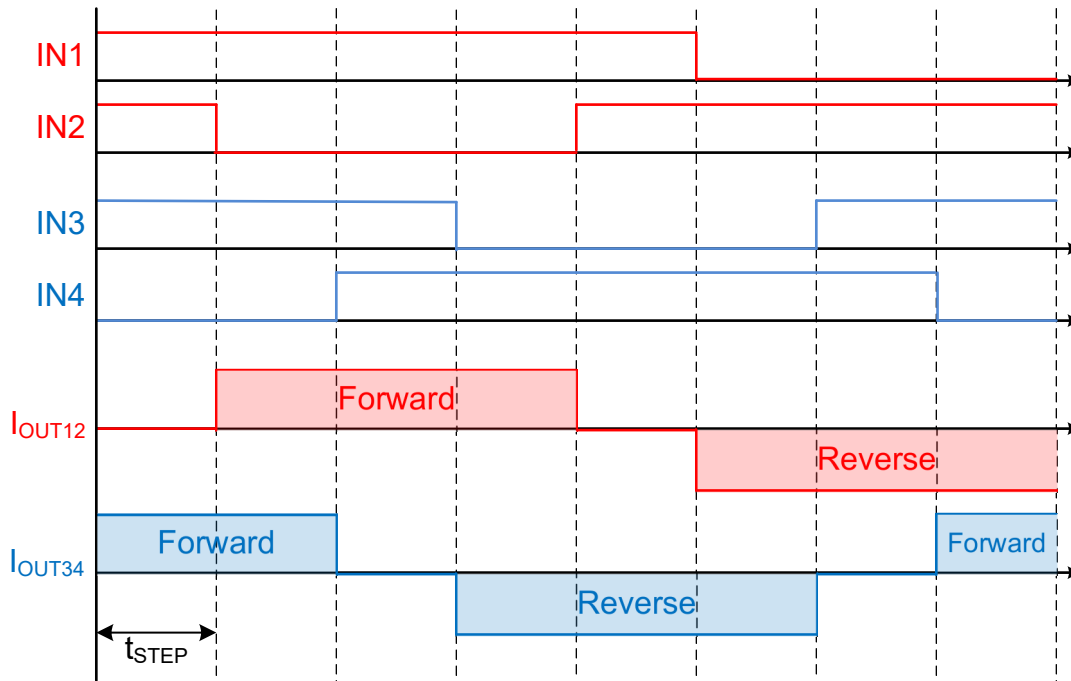 IN1
IN2
IN3
IN4
Forward
IOUT12
Reverse
Forward
Forward
IOUT34
Reverse
tSTEP